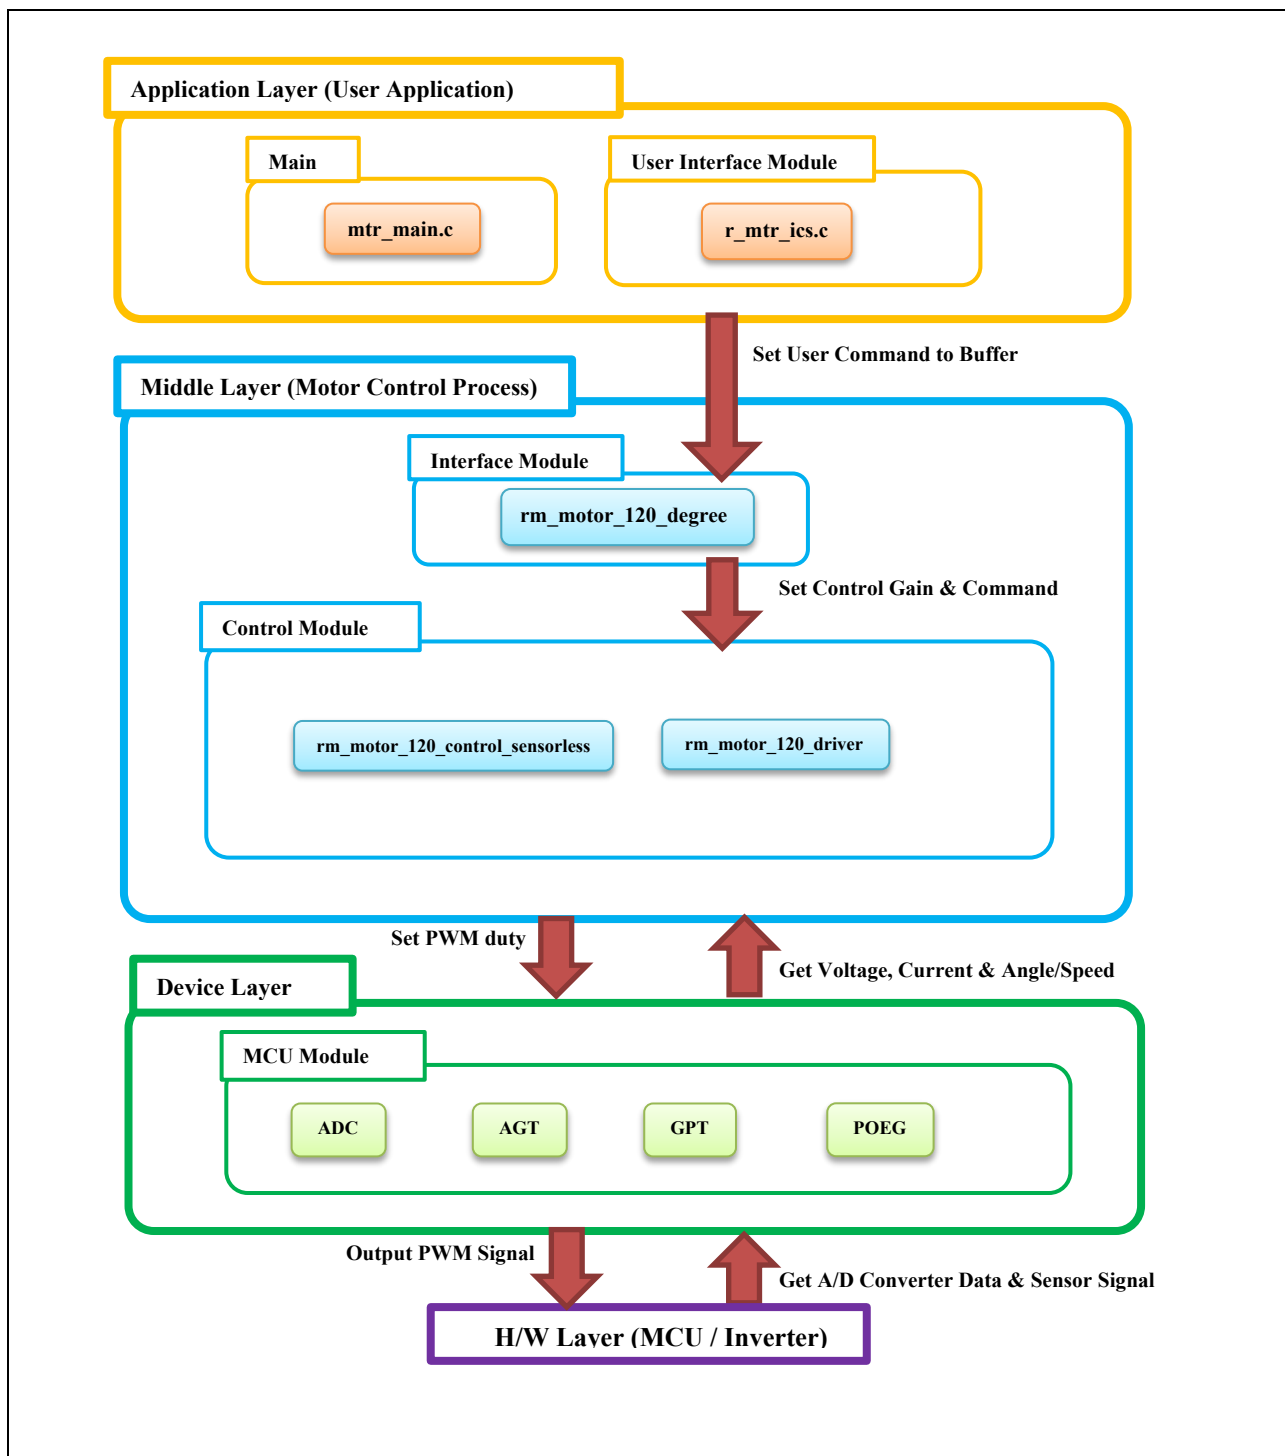 Application Layer (User Application)
Main
User Interface Module
mtr_main.c
r_mtr_ics.c
Set User Command to Buffer
Middle Layer (Motor Control Process)
Interface Module
rm_motor_120_degree
Set Control Gain & Command
Control Module
rm_motor_120_control_sensorless
rm_motor_120_driver
Set PWM duty
Get Voltage, Current & Angle/Speed
Device Layer
MCU Module
ADC
AGT
GPT
POEG
Output PWM Signal
Get A/D Converter Data & Sensor Signal
H/W Layer (MCU / Inverter)